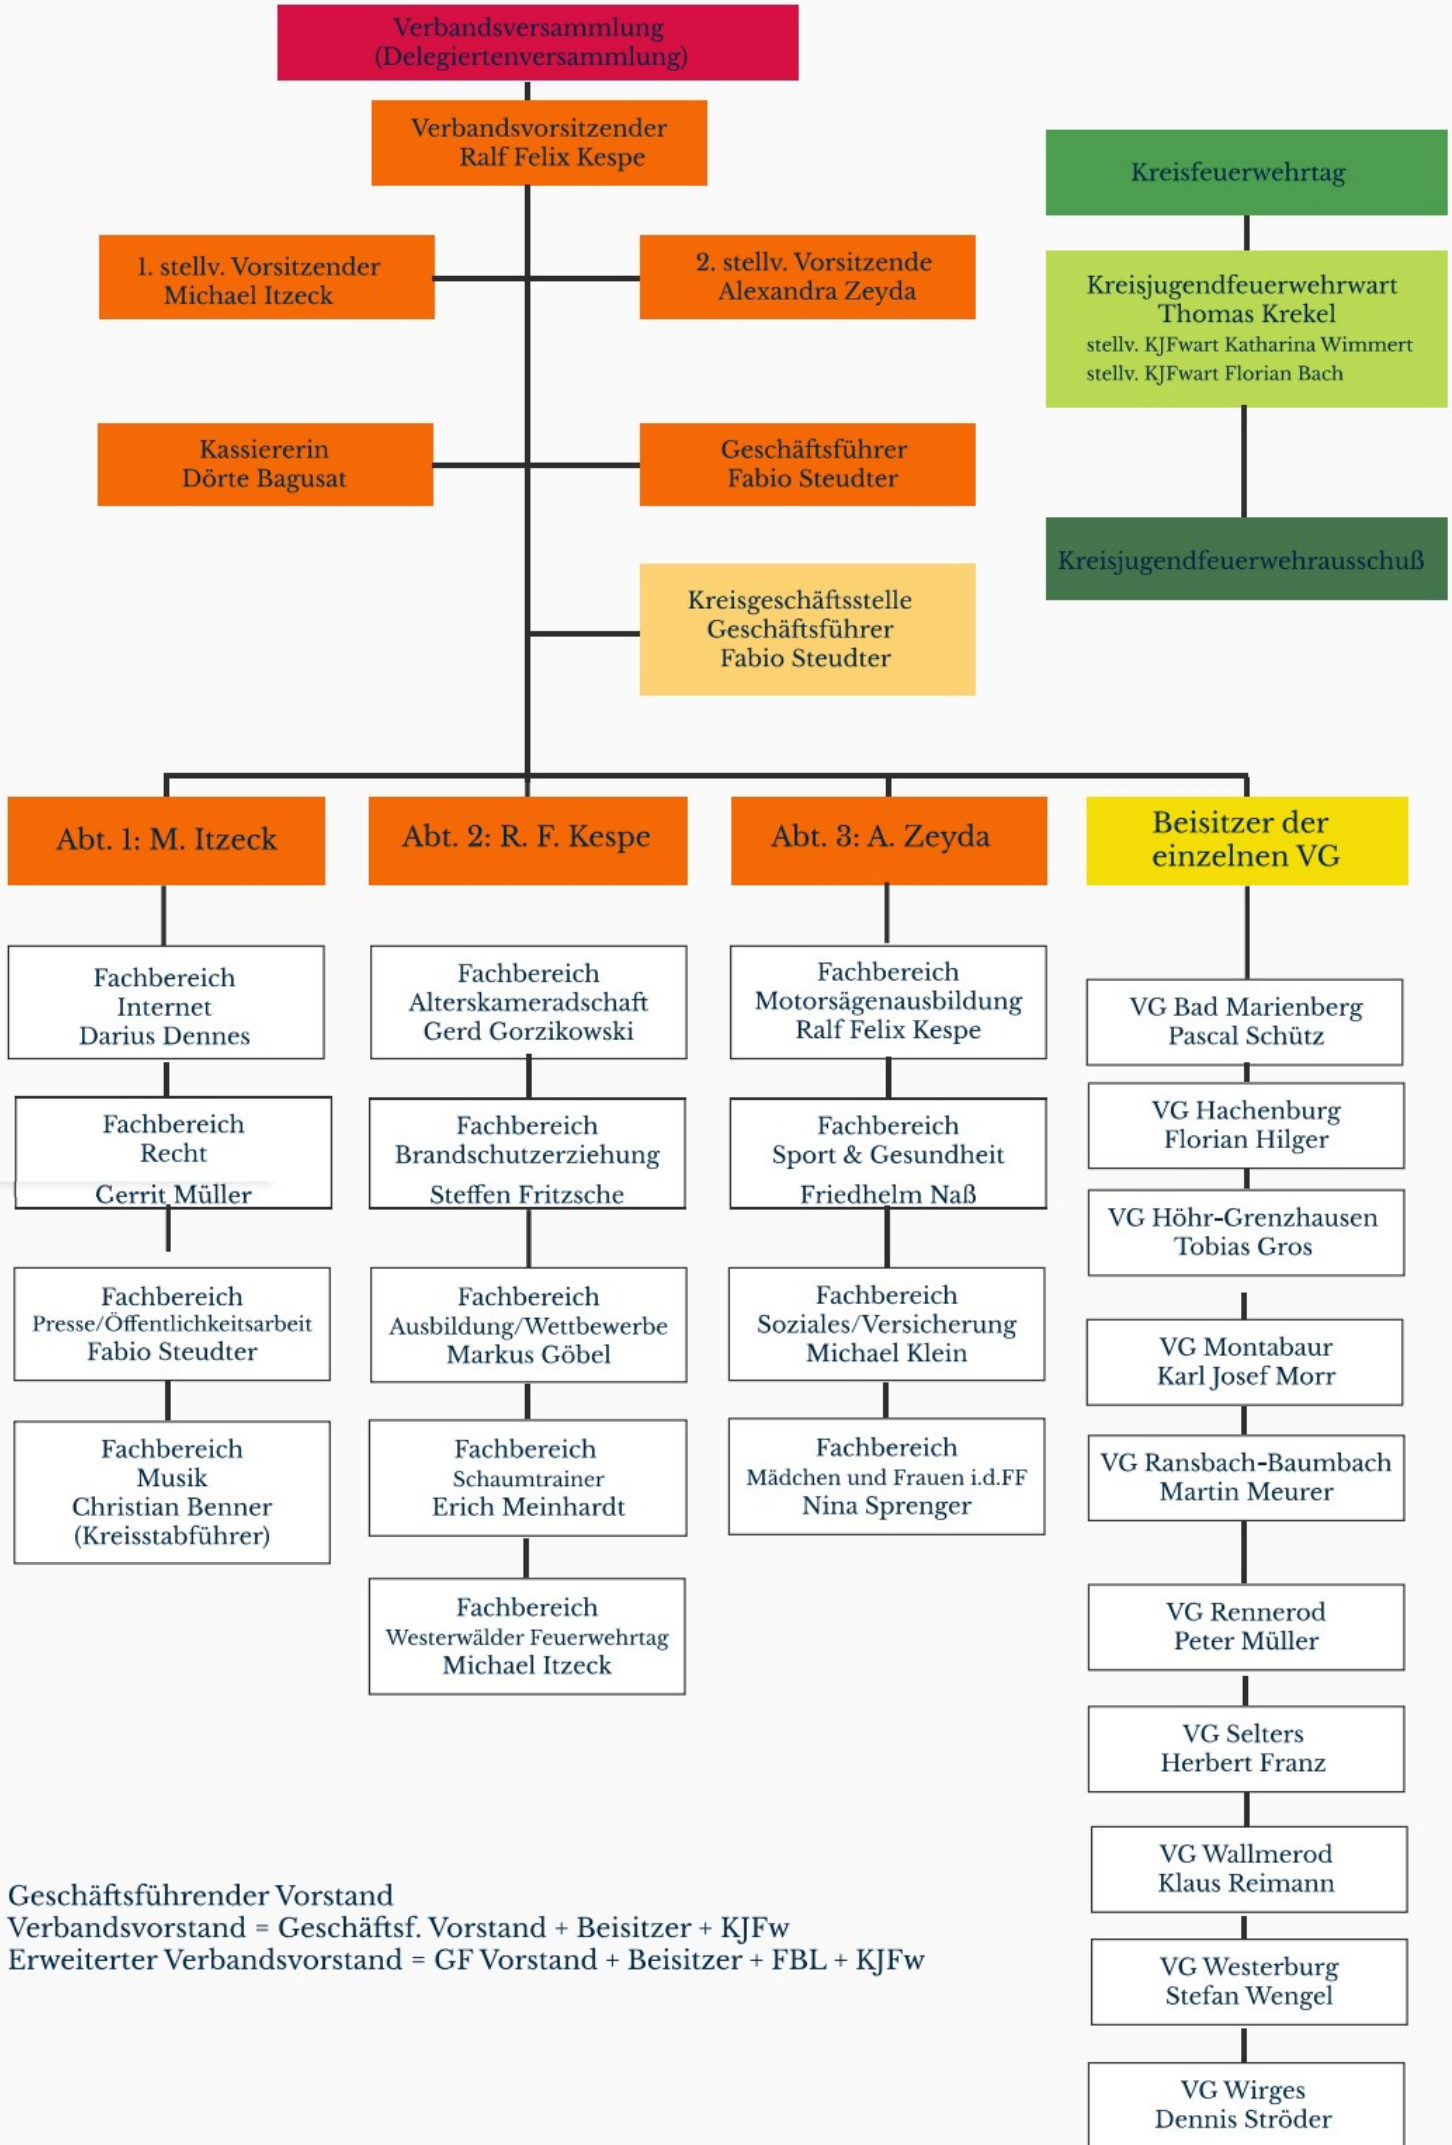 Verbandsversammlung
(Delegiertenversammlung)
Verbandsvorsitzender
Ralf Felix Kespe
1. stellv. Vorsitzender
Michael Itzeck
2. stellv. Vorsitzende
Alexandra Zeyda
Kassiererin
Dörte Bagusat
Geschäftsführer
Fabio Steudter
Kreisgeschäftsstelle
Geschäftsführer
Fabio Steudter
Kreisfeuerwehrtag
Kreisjugendfeuerwehrwart
Thomas Krekel
stellv. KJFwart Katharina Wimmert
stellv. KJFwart Florian Bach
Kreisjugendfeuerwehrausschuß
Abt. 1: M. Itzeck
Fachbereich
Internet
Darius Dennes
Fachbereich
Recht
Gerrit Müller
Fachbereich
Presse/Öffentlichkeitsarbeit
Fabio Steudter
Fachbereich
Musik
Christian Benner
(Kreisstabführer)
Abt. 2: R. F. Kespe
Fachbereich
Alterskameradschaft
Gerd Gorzikowski
Fachbereich
Brandschutzerziehung
Steffen Fritzsche
Fachbereich
Ausbildung/Wettbewerbe
Markus Göbel
Fachbereich
Schaumtrainer
Erich Meinhardt
Fachbereich
Westerwälder Feuerwehrtag
Michael Itzeck
Abt. 3: A. Zeyda
Fachbereich
Motorsägenausbildung
Ralf Felix Kespe
Fachbereich
Sport & Gesundheit
Friedhelm Naß
Fachbereich
Soziales/Versicherung
Michael Klein
Fachbereich
Mädchen und Frauen i.d.FF
Nina Sprenger
Beisitzer der
einzelnen VG
VG Bad Marienberg
Pascal Schütz
VG Hachenburg
Florian Hilger
VG Höhr-Grenzhausen
Tobias Gros
VG Montabaur
Karl Josef Morr
VG Ransbach-Baumbach
Martin Meurer
VG Rennerod
Peter Müller
VG Selters
Herbert Franz
VG Wallmerod
Klaus Reimann
VG Westerburg
Stefan Wengel
VG Wirges
Dennis Ströder
Geschäftsführender Vorstand
Verbandsvorstand = Geschäftsf. Vorstand + Beisitzer + KJFw
Erweiterter Verbandsvorstand = GF Vorstand + Beisitzer + FBL + KJFw